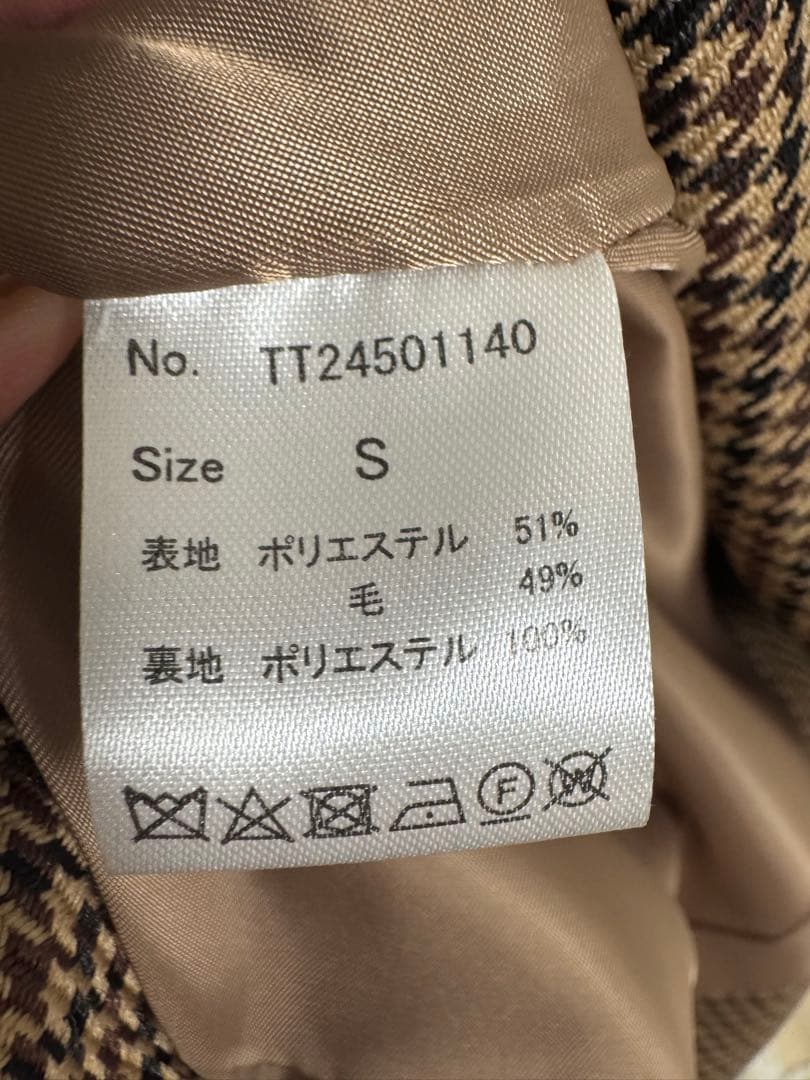 No. TT24501140
Size S
表地 ポリエステル 51%
毛 49%
裏地 ポリエステル 100%
F
W